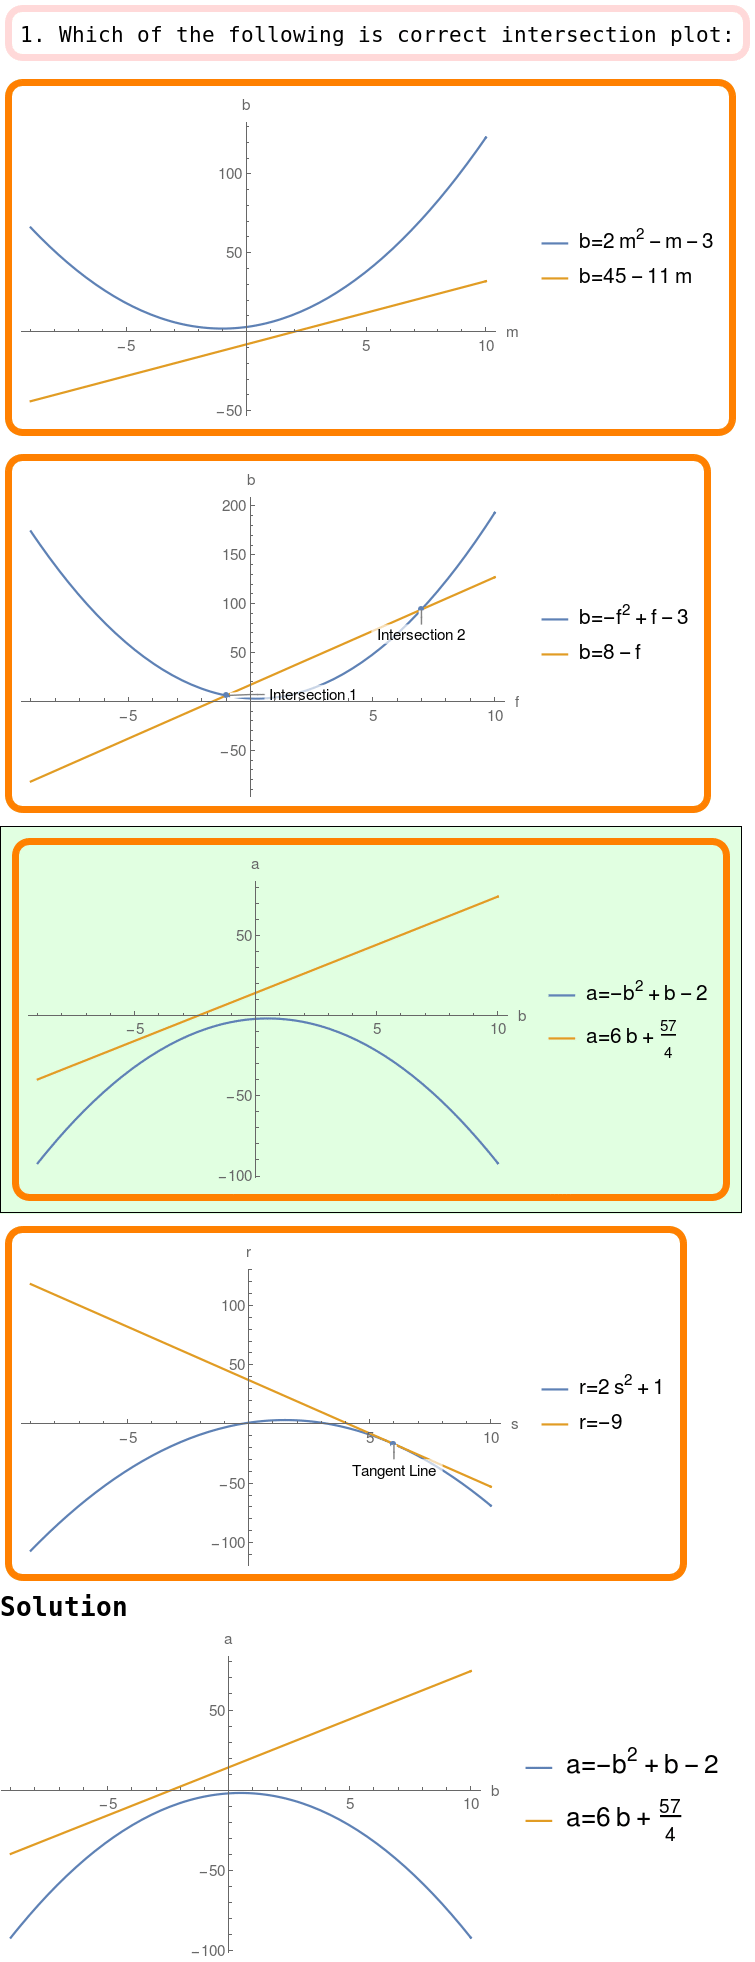 1. Which of the following is correct intersection plot:
b
100
50
−5
5
10
m
−50
b=2 m² − m − 3
b=45 − 11 m
b
200
150
100
50
−5
5
10
f
−50
Intersection 2
Intersection 1
b=−f² + f − 3
b=8 − f
a
50
−5
5
10
b
−50
−100
a=−b² + b − 2
a=6 b + 57/4
r
100
50
−5
5
10
s
−50
−100
Tangent Line
r=2 s² + 1
r=−9
Solution
a
50
−5
5
10
b
−50
−100
a=−b² + b − 2
a=6 b + 57/4